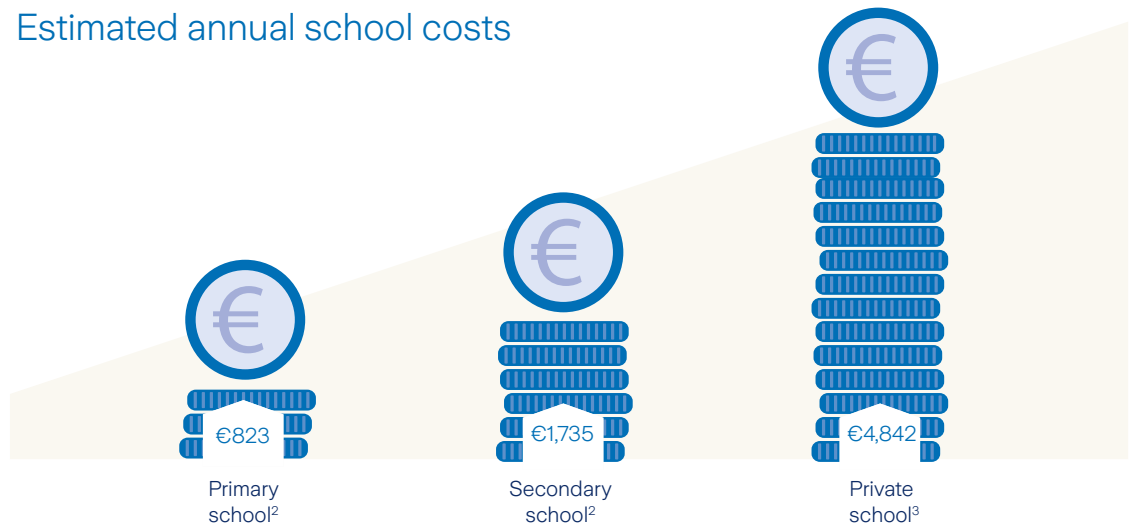 Estimated annual school costs
€
€
€
€823
€1,735
€4,842
Primary
school²
Secondary
school²
Private
school³